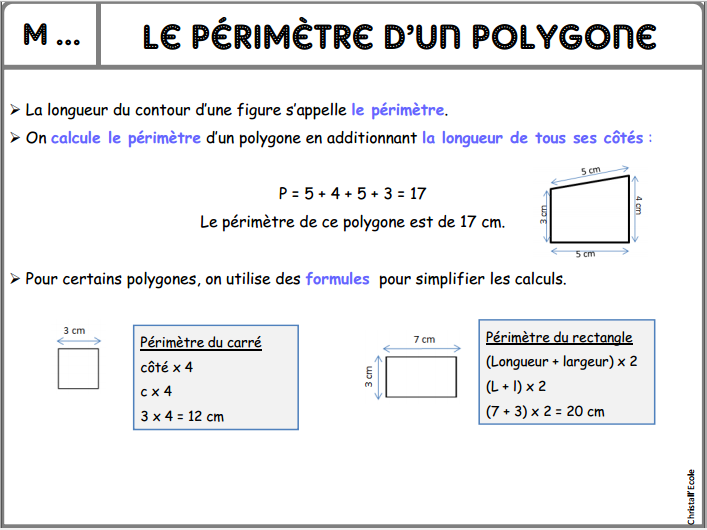 M ...
LE PÉRIMÈTRE D'UN POLYGONE
➢ La longueur du contour d'une figure s'appelle le périmètre.
➢ On calcule le périmètre d'un polygone en additionnant la longueur de tous ses côtés :
P = 5 + 4 + 5 + 3 = 17
Le périmètre de ce polygone est de 17 cm.
5 cm
3 cm
4 cm
5 cm
➢ Pour certains polygones, on utilise des formules pour simplifier les calculs.
3 cm
Périmètre du carré
côté x 4
c x 4
3 x 4 = 12 cm
7 cm
3 cm
Périmètre du rectangle
(Longueur + largeur) x 2
(L + l) x 2
(7 + 3) x 2 = 20 cm
Christall'Ecole